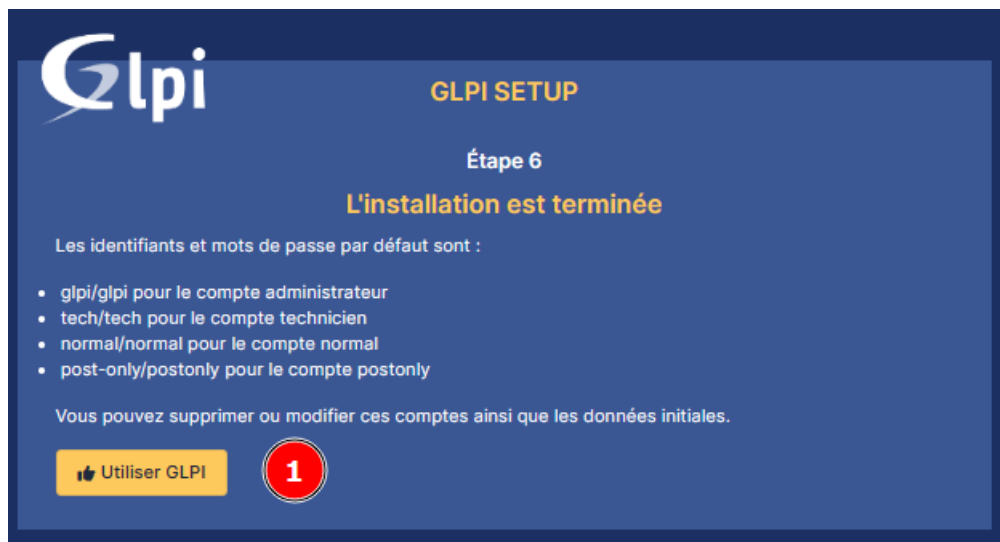 Glpi
GLPI SETUP
Étape 6
L'installation est terminée
Les identifiants et mots de passe par défaut sont :
• glpi/glpi pour le compte administrateur
• tech/tech pour le compte technicien
• normal/normal pour le compte normal
• post-only/postonly pour le compte postonly
Vous pouvez supprimer ou modifier ces comptes ainsi que les données initiales.
Utiliser GLPI
1